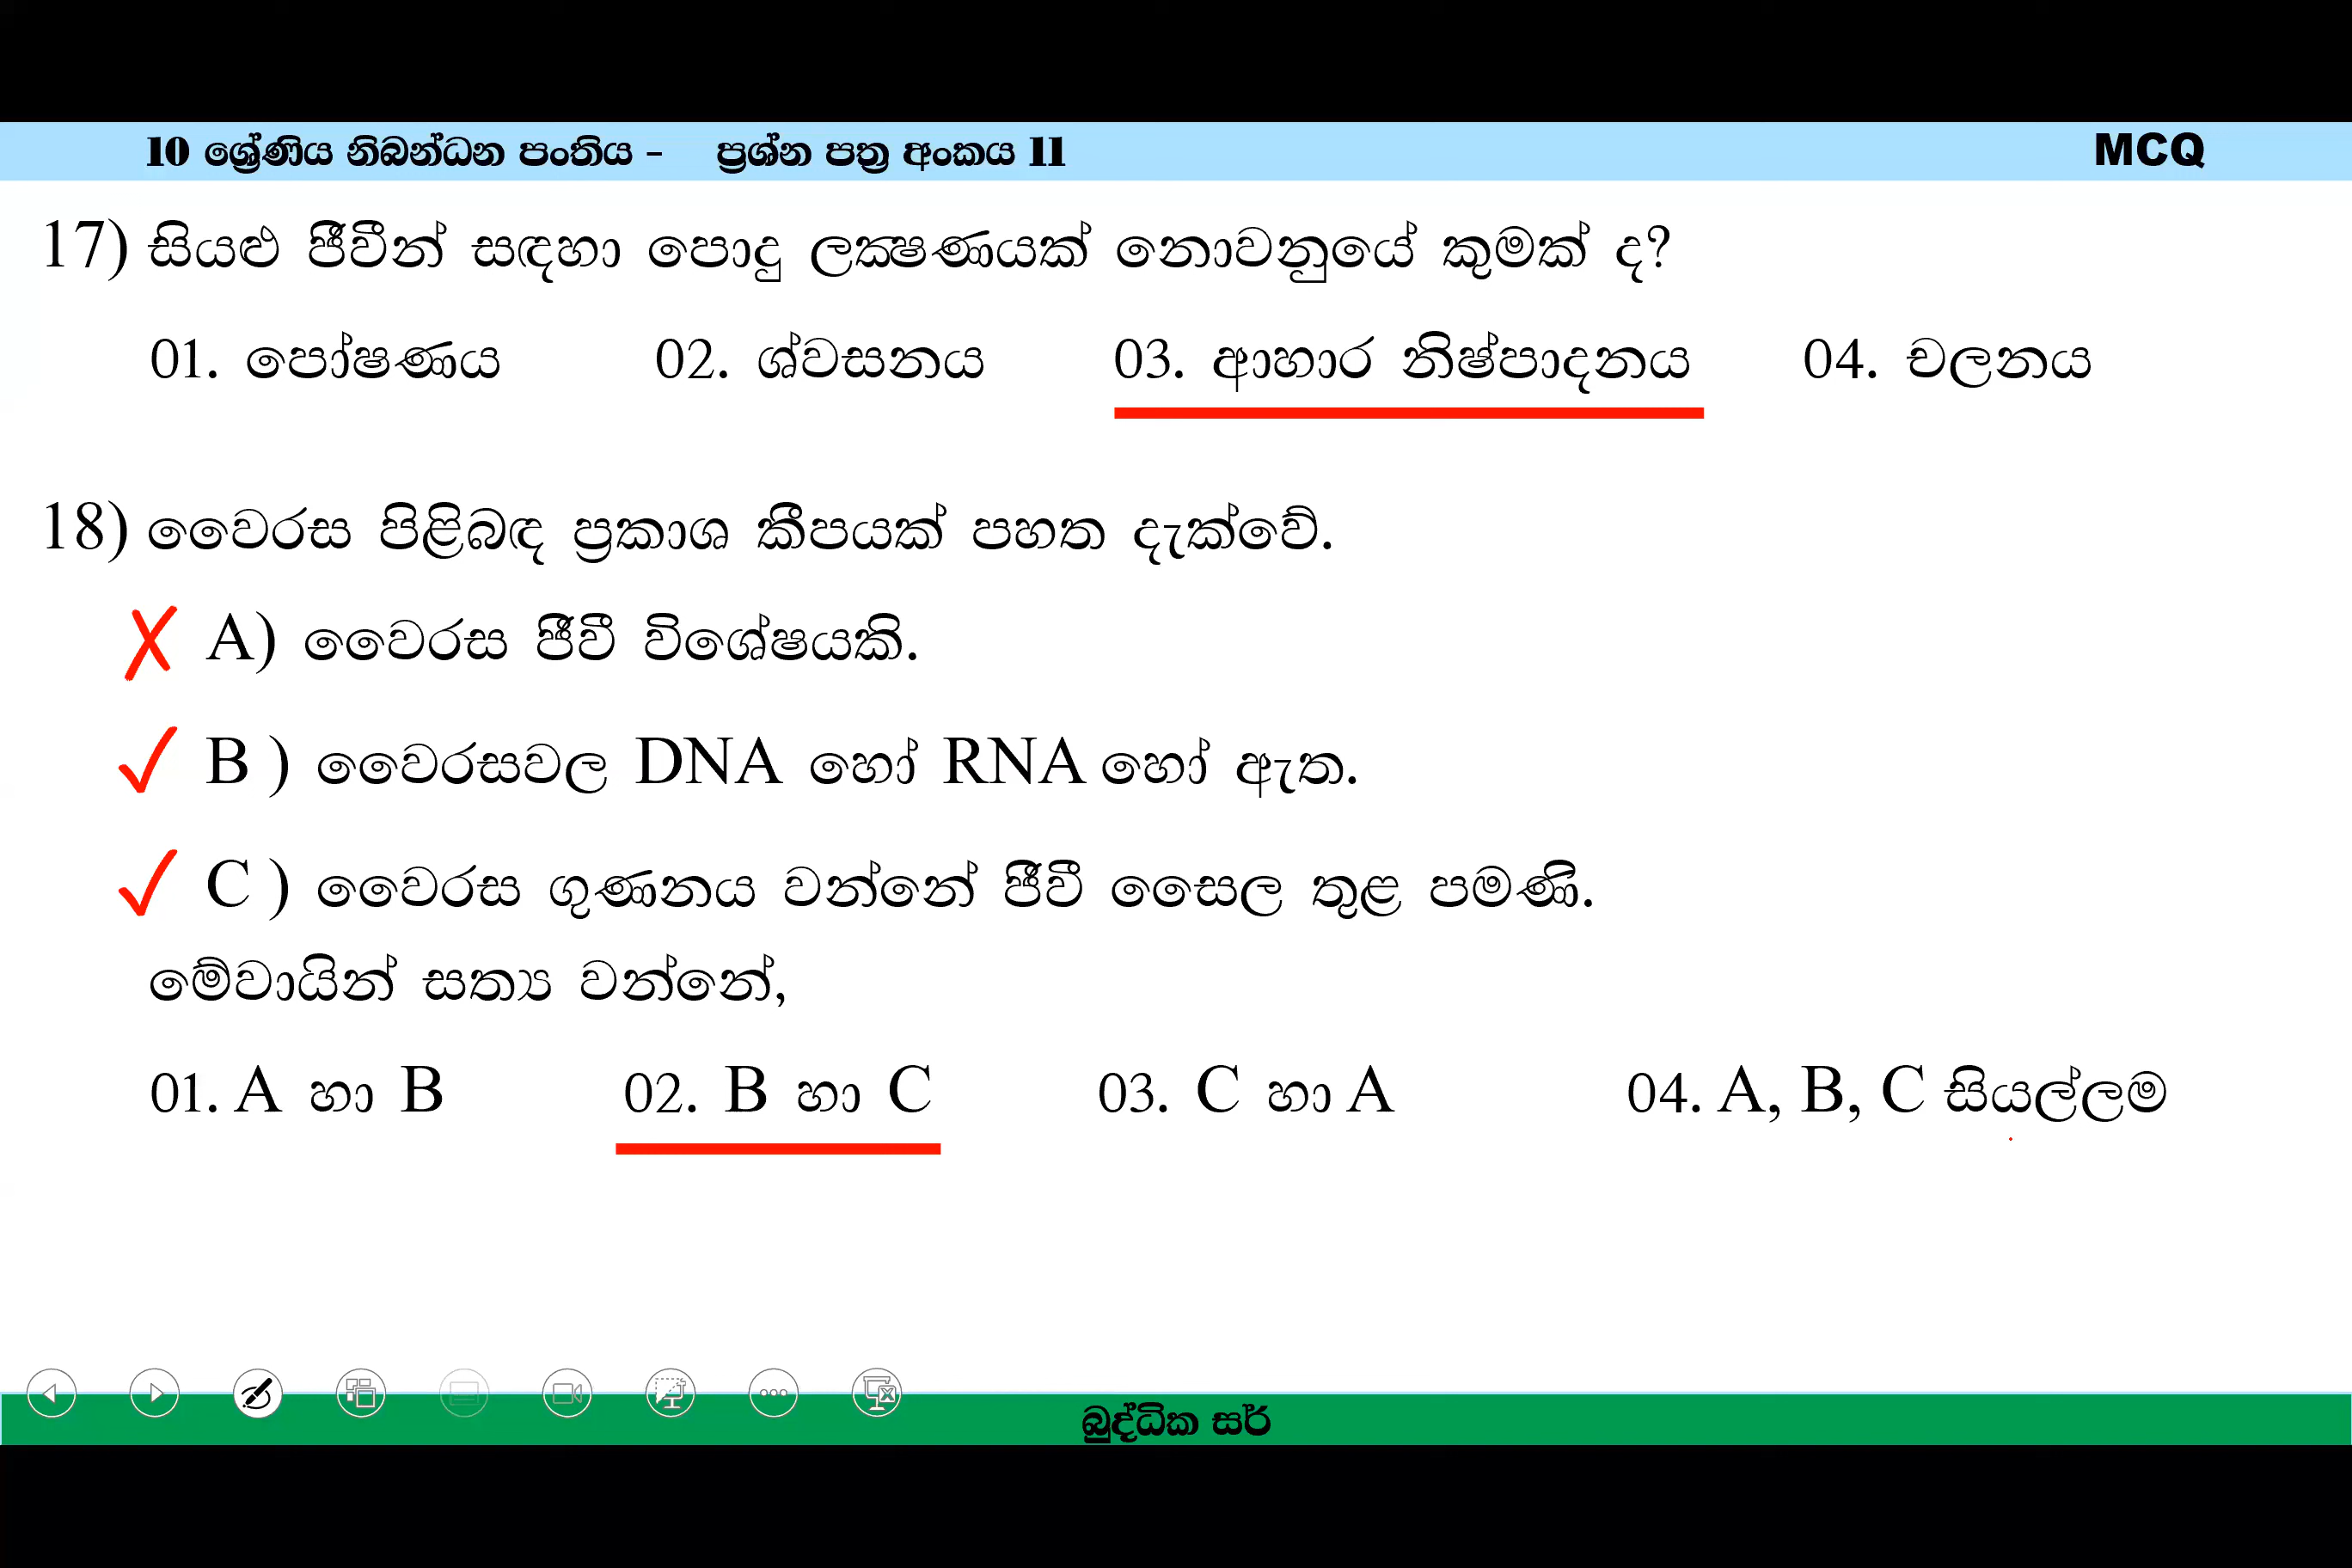 10 ශ්‍රේණිය නිබන්ධන පංතිය - ප්‍රශ්න පත්‍ර අංකය 11 MCQ
17) සියළු ජීවීන් සඳහා පොදු ලක්‍ෂණයක් නොවනුයේ කුමක් ද?
01. පෝෂණය 02. ශ්වසනය 03. ආහාර නිෂ්පාදනය 04. චලනය
18) වෛරස පිළිබඳ ප්‍රකාශ කීපයක් පහත දැක්වේ.
A) වෛරස ජීවී විශේෂයකි.
B ) වෛරසවල DNA හෝ RNA හෝ ඇත.
C ) වෛරස ගුණනය වන්නේ ජීවී සෛල තුළ පමණි.
මේවායින් සත්‍ය වන්නේ,
01. A හා B 02. B හා C 03. C හා A 04. A, B, C සියල්ලම
බුද්ධික සර්